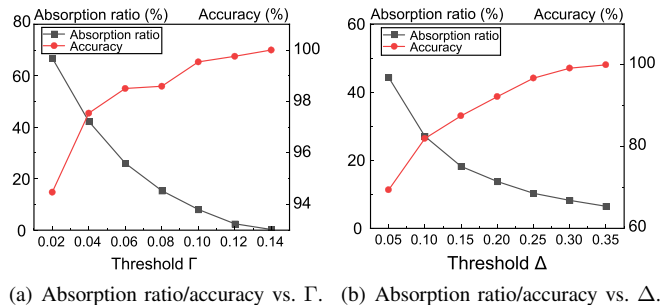 Absorption ratio (%) Accuracy (%)
80
60
40
20
0
Absorption ratio
Accuracy
100
98
96
94
0.02 0.04 0.06 0.08 0.10 0.12 0.14
Threshold Γ
(a) Absorption ratio/accuracy vs. Γ.
Absorption ratio (%) Accuracy (%)
60
40
20
0
Absorption ratio
Accuracy
100
80
60
0.05 0.10 0.15 0.20 0.25 0.30 0.35
Threshold Δ
(b) Absorption ratio/accuracy vs. Δ.